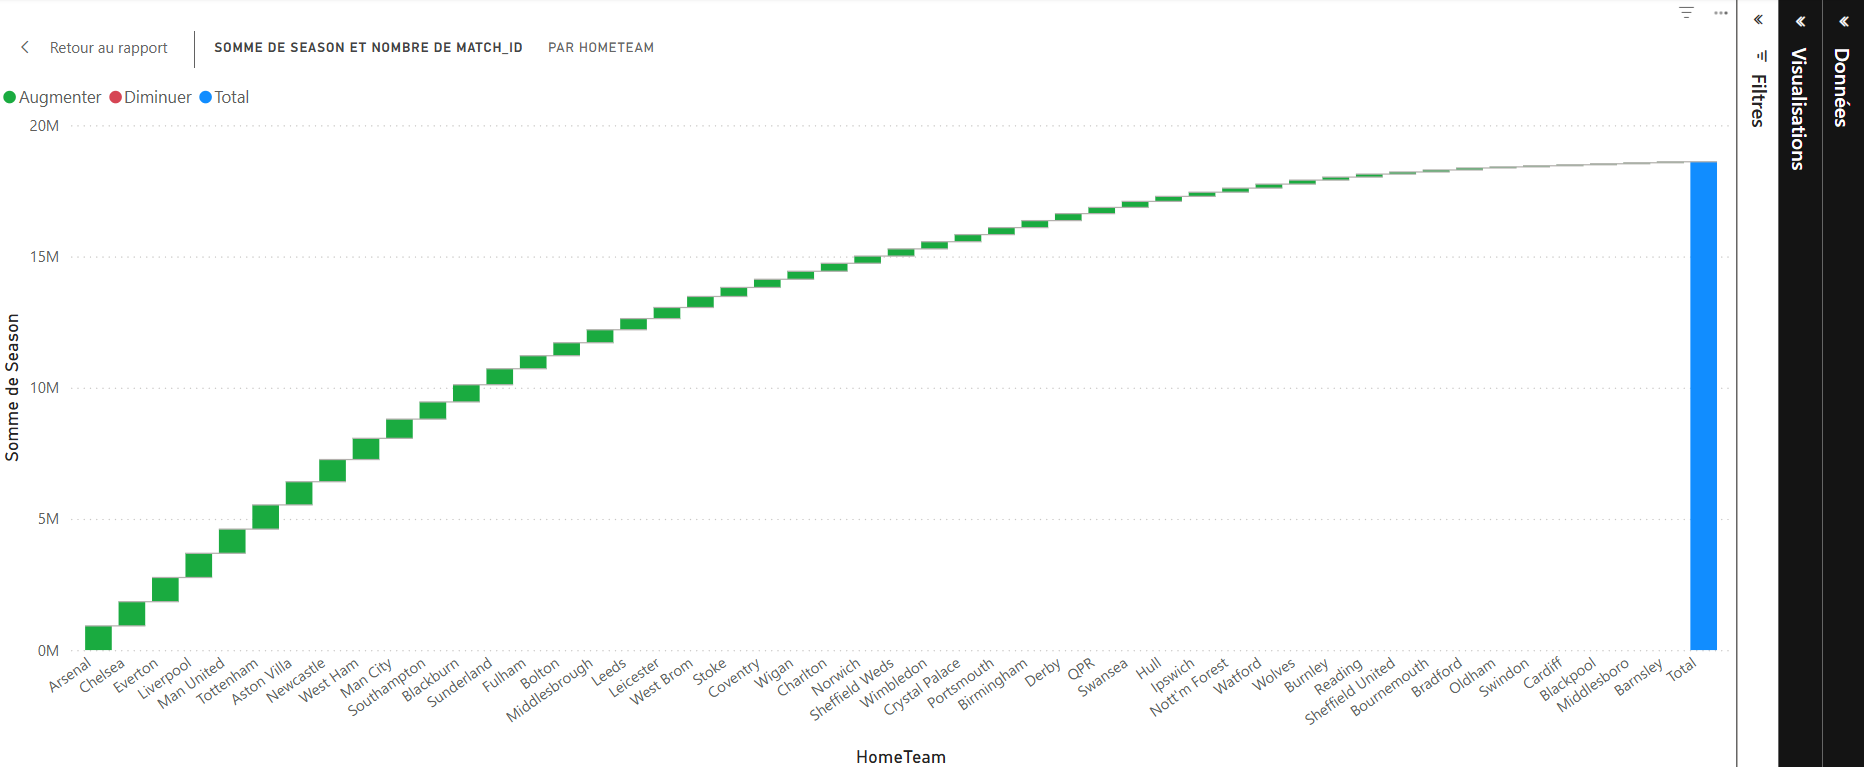 Retour au rapport
SOMME DE SEASON ET NOMBRE DE MATCH_ID PAR HOMETEAM
Augmenter Diminuer Total
20M
15M
10M
5M
0M
Somme de Season
Arsenal
Chelsea
Everton
Liverpool
Man United
Tottenham
Aston Villa
Newcastle
West Ham
Man City
Southampton
Blackburn
Sunderland
Fulham
Bolton
Middlesbrough
Leeds
Leicester
West Brom
Stoke
Coventry
Wigan
Charlton
Norwich
Sheffield Weds
Wimbledon
Crystal Palace
Portsmouth
Birmingham
Derby
QPR
Swansea
Hull
Ipswich
Nott'm Forest
Watford
Wolves
Burnley
Reading
Sheffield United
Bournemouth
Bradford
Oldham
Swindon
Cardiff
Blackpool
Middlesboro
Barnsley
Total
HomeTeam
Filtres
Visualisations
Données